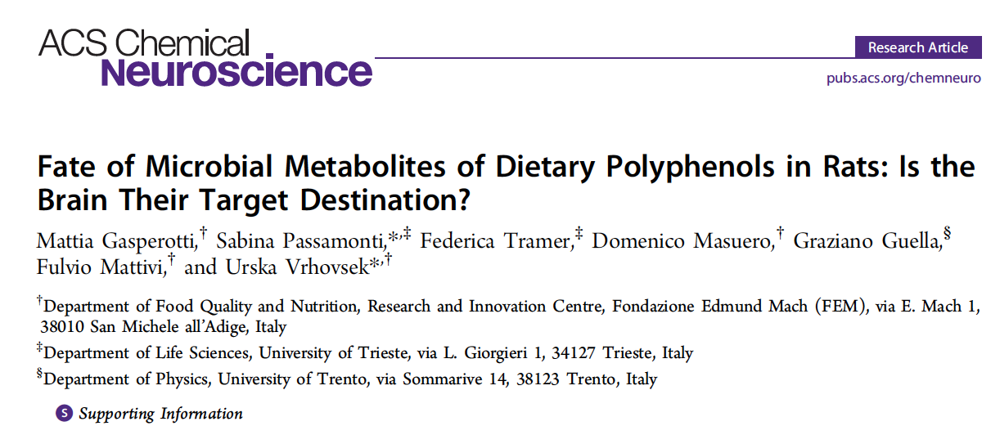 ACS Chemical
Neuroscience
Research Article
pubs.acs.org/chemneuro
Fate of Microbial Metabolites of Dietary Polyphenols in Rats: Is the
Brain Their Target Destination?
Mattia Gasperotti,† Sabina Passamonti,*,‡ Federica Tramer,‡ Domenico Masuero,† Graziano Guella,§
Fulvio Mattivi,† and Urska Vrhovsek*,†
†Department of Food Quality and Nutrition, Research and Innovation Centre, Fondazione Edmund Mach (FEM), via E. Mach 1,
38010 San Michele all'Adige, Italy
‡Department of Life Sciences, University of Trieste, via L. Giorgieri 1, 34127 Trieste, Italy
§Department of Physics, University of Trento, via Sommarive 14, 38123 Trento, Italy
S Supporting Information